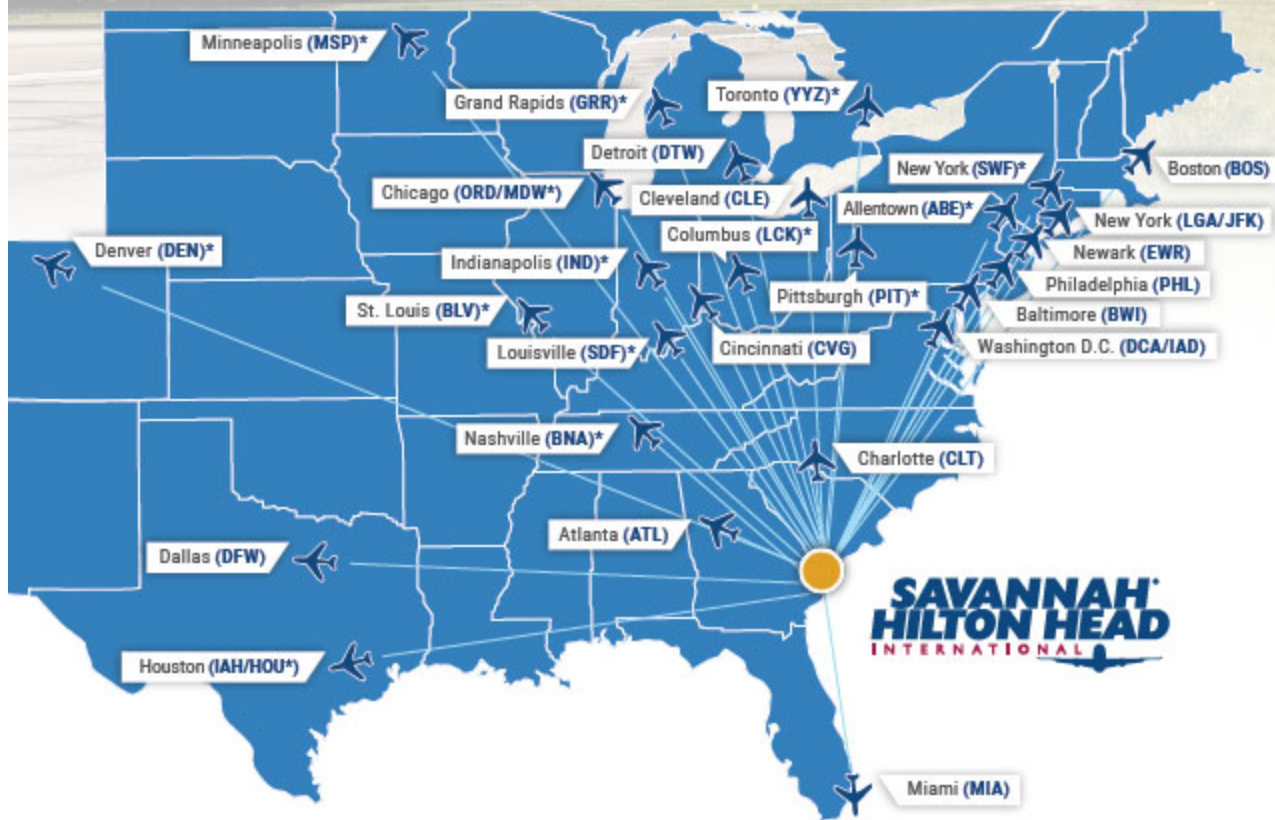 Minneapolis (MSP)*
Grand Rapids (GRR)*
Toronto (YYZ)*
Detroit (DTW)
New York (SWF)*
Boston (BOS)
Chicago (ORD/MDW*)
Cleveland (CLE)
Allentown (ABE)*
New York (LGA/JFK)
Columbus (LCK)*
Denver (DEN)*
Newark (EWR)
Indianapolis (IND)*
Philadelphia (PHL)
Pittsburgh (PIT)*
St. Louis (BLV)*
Baltimore (BWI)
Louisville (SDF)*
Cincinnati (CVG)
Washington D.C. (DCA/IAD)
Nashville (BNA)*
Charlotte (CLT)
Atlanta (ATL)
Dallas (DFW)
SAVANNAH
HILTON HEAD
INTERNATIONAL
Houston (IAH/HOU*)
Miami (MIA)